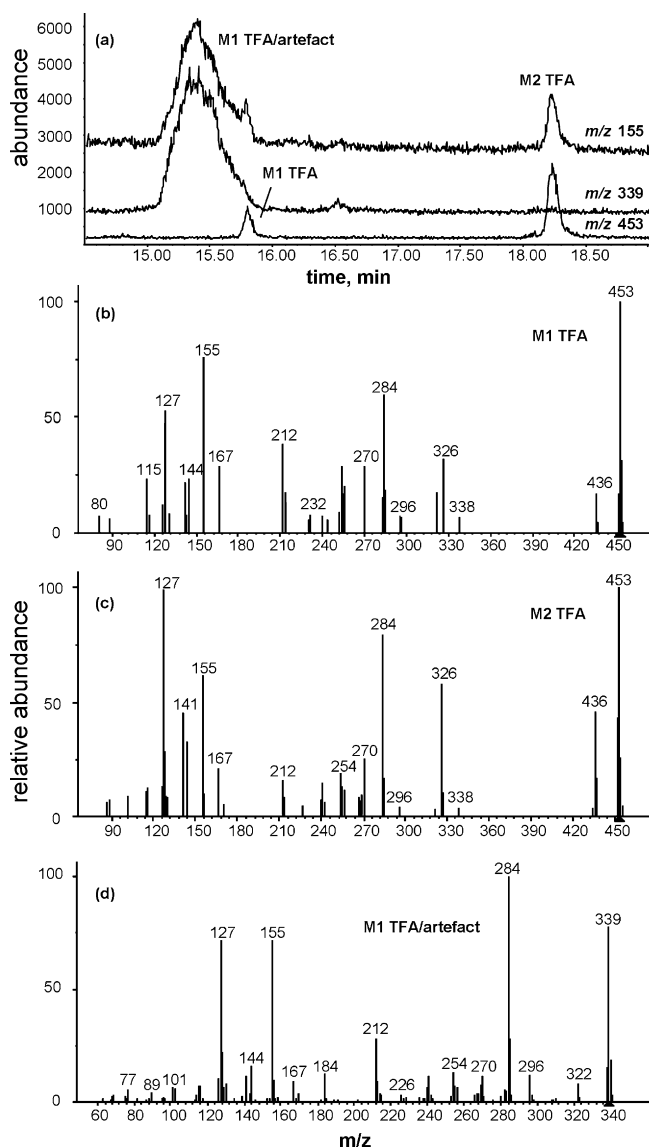 (a)
M1 TFA/artefact
M2 TFA
m/z 155
M1 TFA
m/z 339
m/z 453
abundance
6000
5000
4000
3000
2000
1000
15.00 15.50 16.00 16.50 17.00 17.50 18.00 18.50
time, min
(b)
M1 TFA
100
50
0
80 115 127 144 155 167 212 232 270 284 296 326 338 436 453
90 120 150 180 210 240 270 300 330 360 390 420 450
(c)
M2 TFA
relative abundance
100
50
0
127 141 155 167 212 254 270 284 296 326 338 436 453
90 120 150 180 210 240 270 300 330 360 390 420 450
(d)
M1 TFA/artefact
100
50
0
77 89 101 127 144 155 167 184 212 226 254 270 284 296 322 339
60 80 100 120 140 160 180 200 220 240 260 280 300 320 340
m/z